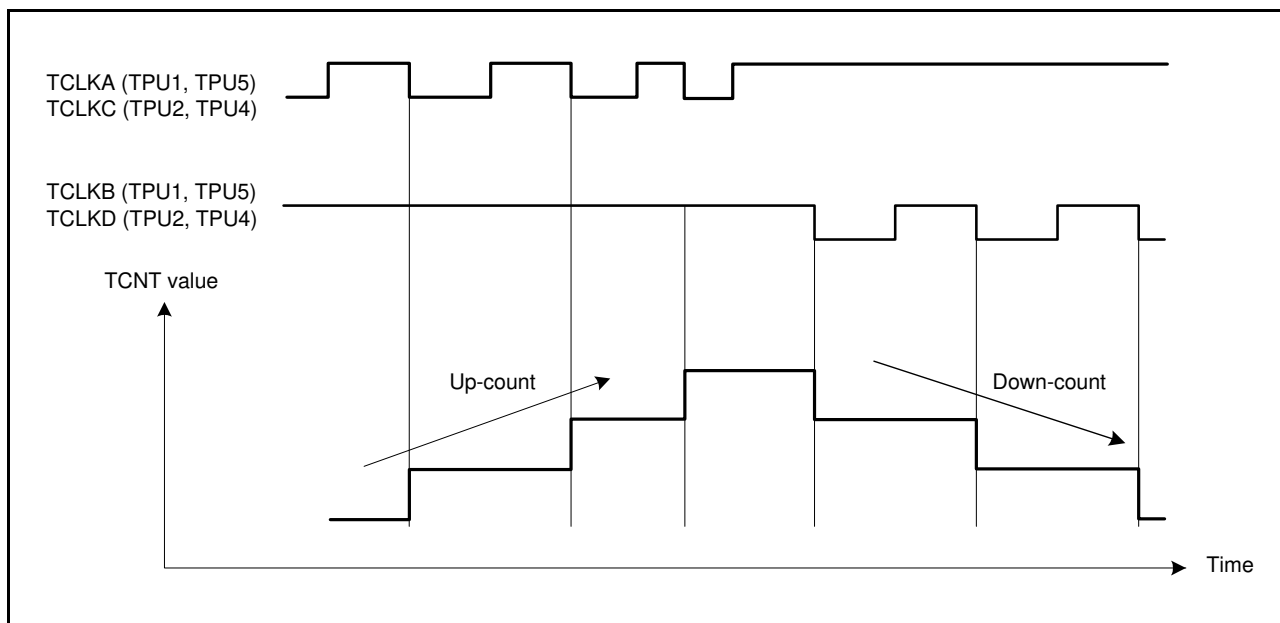 TCLKA (TPU1, TPU5)
TCLKC (TPU2, TPU4)
TCLKB (TPU1, TPU5)
TCLKD (TPU2, TPU4)
TCNT value
Up-count
Down-count
Time